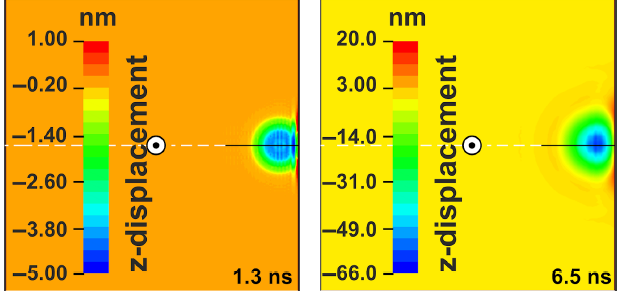 nm
1.00
−0.20
−1.40
−2.60
−3.80
−5.00
z-displacement
1.3 ns
nm
20.0
3.00
−14.0
−31.0
−49.0
−66.0
z-displacement
6.5 ns